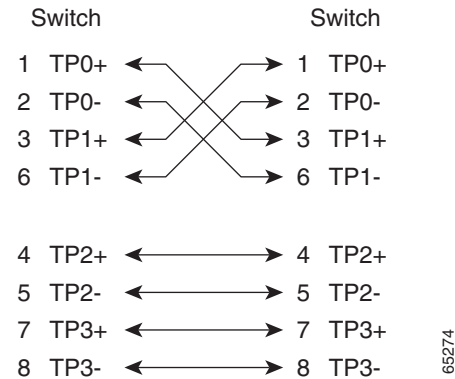 Switch Switch
1 TP0+ 1 TP0+
2 TP0- 2 TP0-
3 TP1+ 3 TP1+
6 TP1- 6 TP1-
4 TP2+ 4 TP2+
5 TP2- 5 TP2-
7 TP3+ 7 TP3+
8 TP3- 8 TP3-
65274